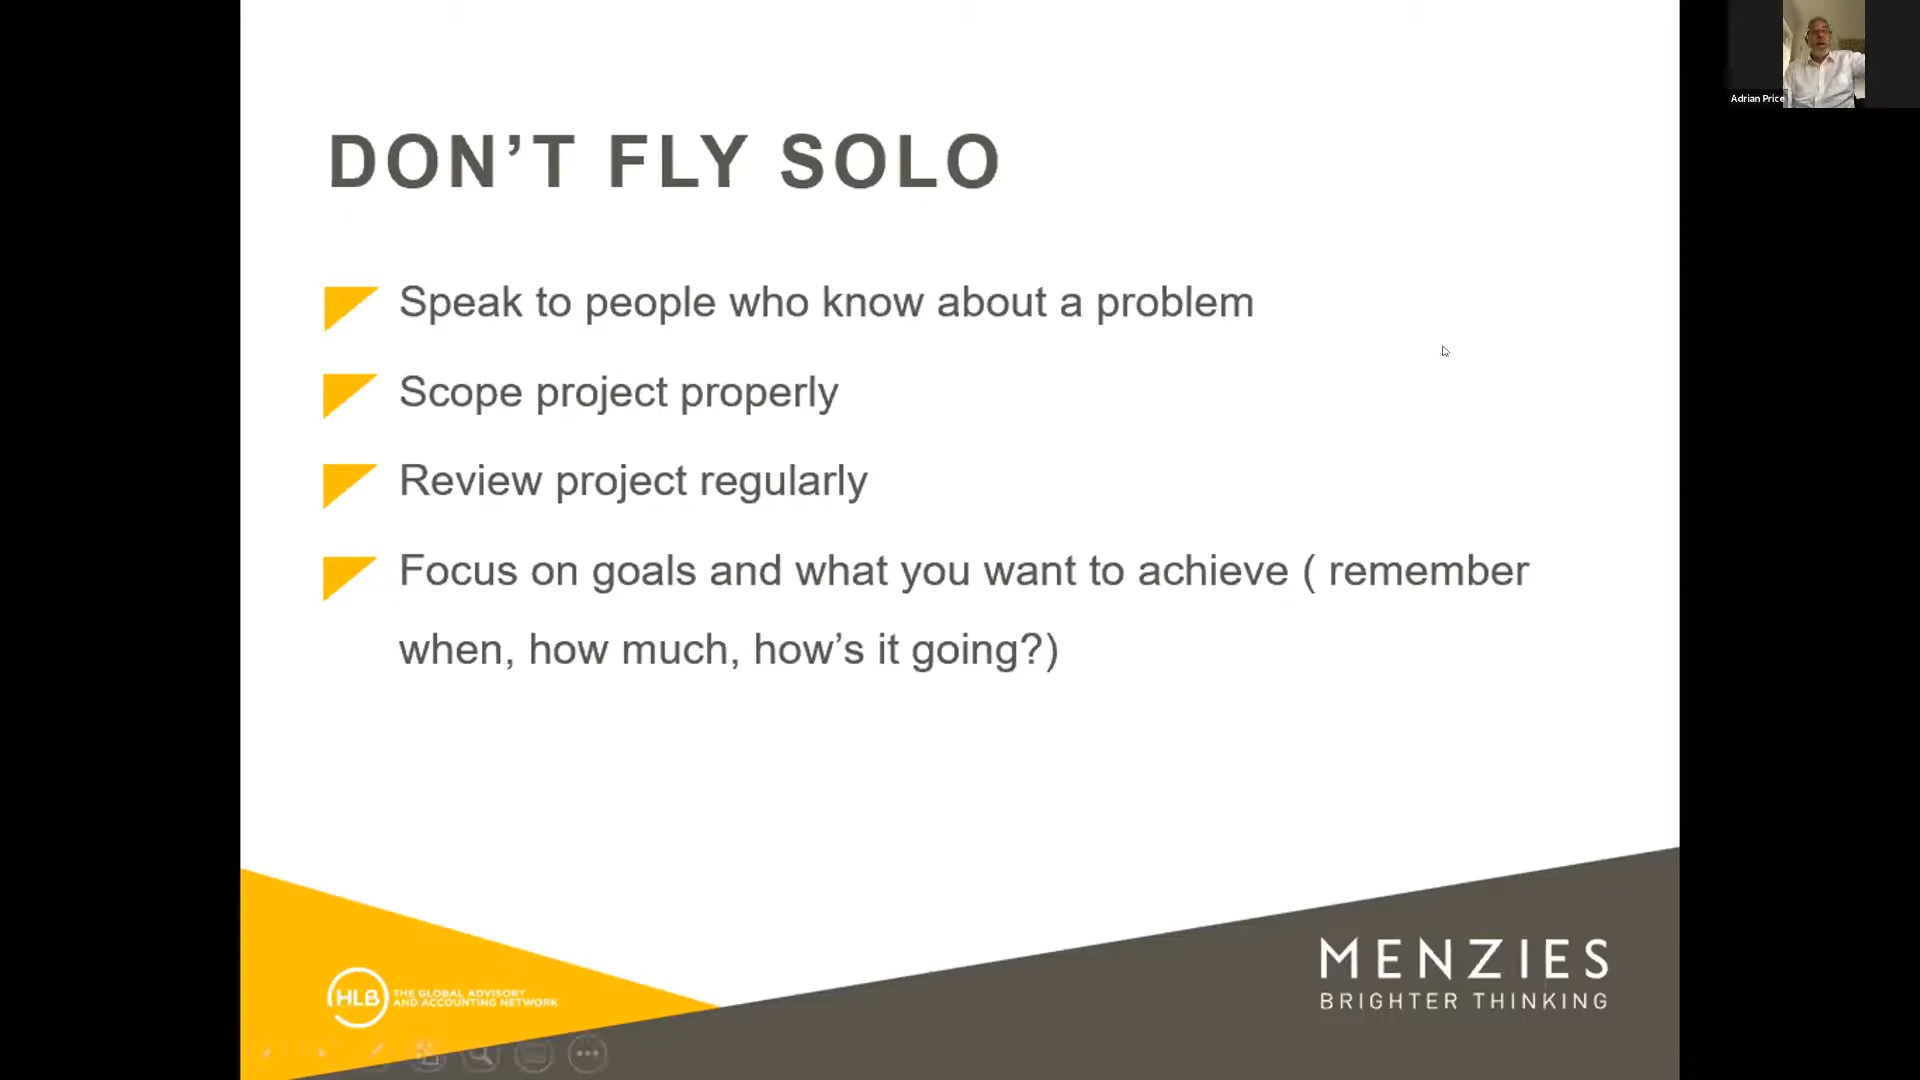 Adrian Price
DON’T FLY SOLO
Speak to people who know about a problem
Scope project properly
Review project regularly
Focus on goals and what you want to achieve ( remember
when, how much, how’s it going?)
HLB
THE GLOBAL ADVISORY
AND ACCOUNTING NETWORK
MENZIES
BRIGHTER THINKING